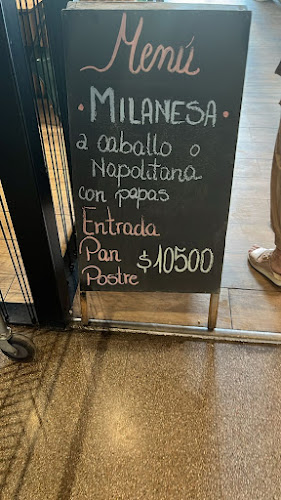 Menú
• MILANESA •
a caballo o
Napolitana
con papas
Entrada
Pan
Postre $10500